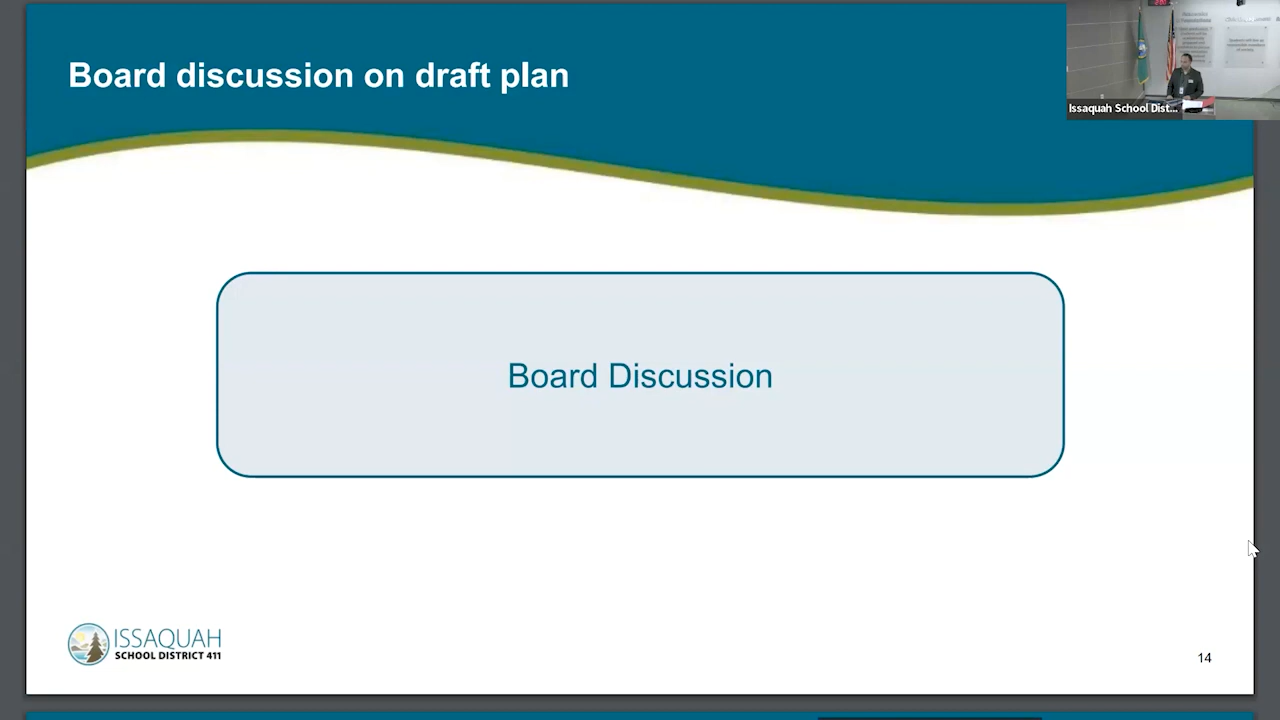 Board discussion on draft plan
Issaquah School Dist...
Board Discussion
ISSAQUAH
SCHOOL DISTRICT 411
14